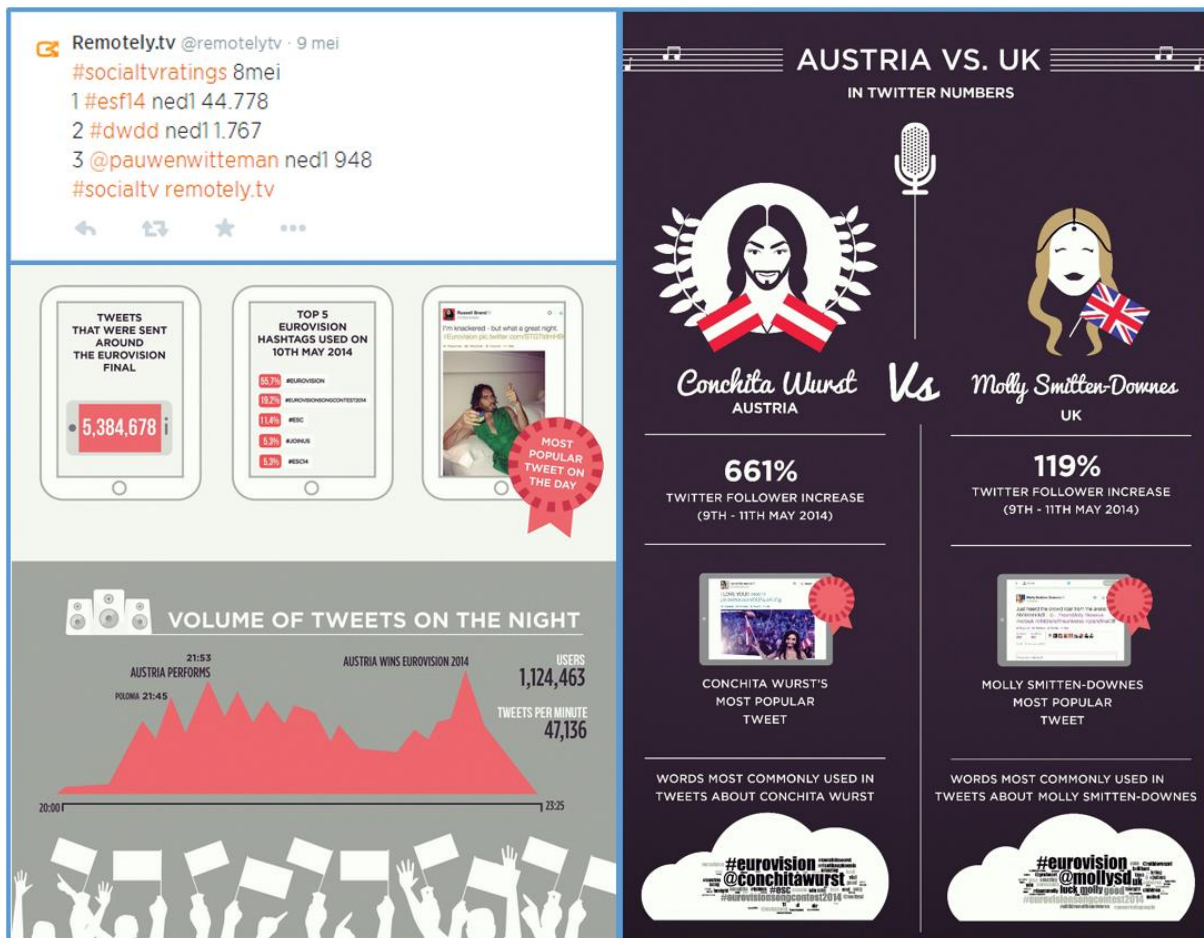 Remotely.tv @remotelytv · 9 mei
#socialtvratings 8mei
1 #esf14 ned1 44.778
2 #dwdd ned1 1.767
3 @pauwenwitteman ned1 948
#socialtv remotely.tv
TWEETS
THAT WERE SENT
AROUND
THE EUROVISION
FINAL
5,384,678
TOP 5
EUROVISION
HASHTAGS USED ON
10TH MAY 2014
55,7% #EUROVISION
19,2% #EUROVISIONSONGCONTEST2014
11,4% #ESC
5,3% #JOINUS
5,3% #ESC14
Russell Brand
I'm knackered - but what a great night.
MOST
POPULAR
TWEET ON
THE DAY
VOLUME OF TWEETS ON THE NIGHT
21:53
AUSTRIA PERFORMS
POLONIA 21:45
AUSTRIA WINS EUROVISION 2014
USERS
1,124,463
TWEETS PER MINUTE
47,136
20:00
23:25
AUSTRIA VS. UK
IN TWITTER NUMBERS
Conchita Wurst
AUSTRIA
Vs
Molly Smitten-Downes
UK
661%
TWITTER FOLLOWER INCREASE
(9TH - 11TH MAY 2014)
119%
TWITTER FOLLOWER INCREASE
(9TH - 11TH MAY 2014)
CONCHITA WURST'S
MOST POPULAR
TWEET
MOLLY SMITTEN-DOWNES
MOST POPULAR
TWEET
WORDS MOST COMMONLY USED IN
TWEETS ABOUT CONCHITA WURST
WORDS MOST COMMONLY USED IN
TWEETS ABOUT MOLLY SMITTEN-DOWNES
#eurovision
@conchitawurst
#esc
#eurovisionsongcontest2014
#eurovision
@mollysd uk
luck molly good
#eurovisionsongcontest2014